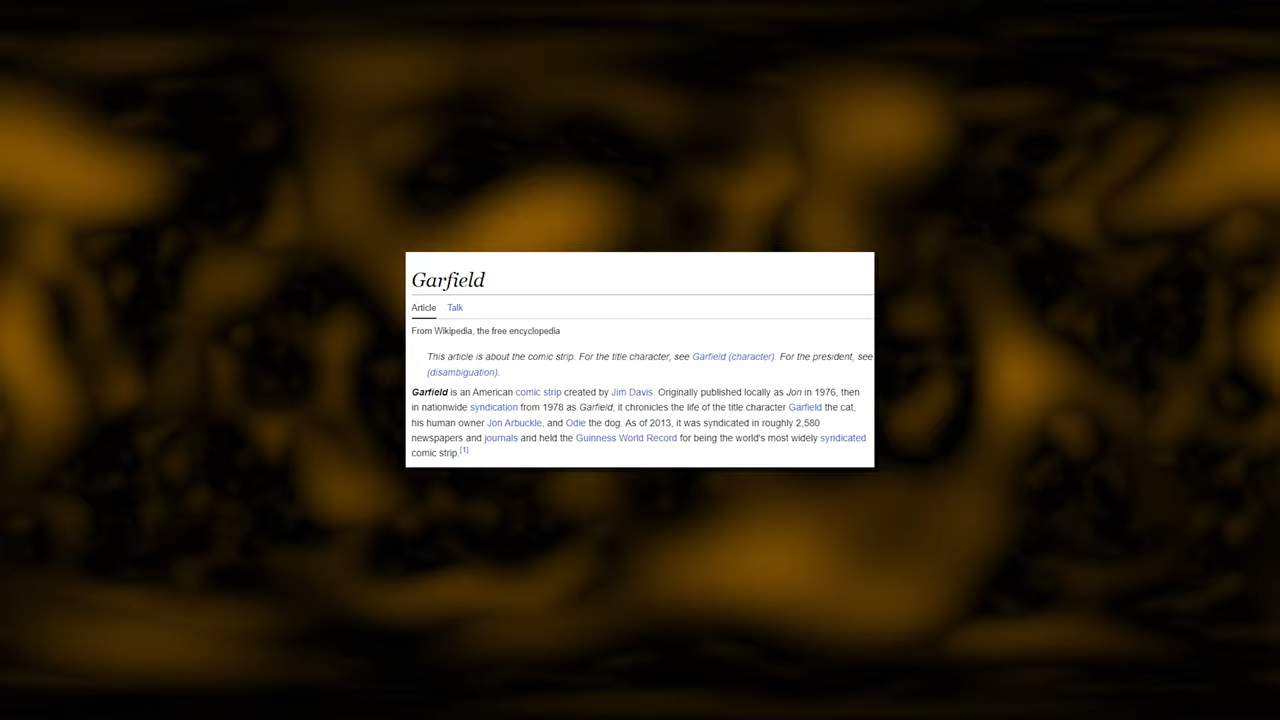 Garfield
Article Talk
From Wikipedia, the free encyclopedia
This article is about the comic strip. For the title character, see Garfield (character). For the president, see
(disambiguation).
Garfield is an American comic strip created by Jim Davis. Originally published locally as Jon in 1976, then
in nationwide syndication from 1978 as Garfield, it chronicles the life of the title character Garfield the cat,
his human owner Jon Arbuckle, and Odie the dog. As of 2013, it was syndicated in roughly 2,580
newspapers and journals and held the Guinness World Record for being the world's most widely syndicated
comic strip.[1]